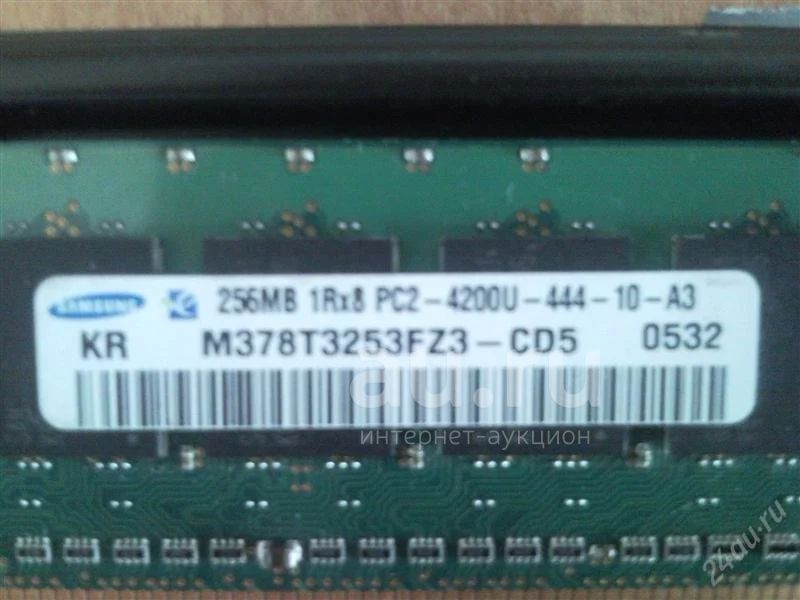 SAMSUNG 256MB 1Rx8 PC2-4200U-444-10-A3
KR M378T3253FZ3-CD5 0532
au.ru
интернет-аукцион
24au.ru